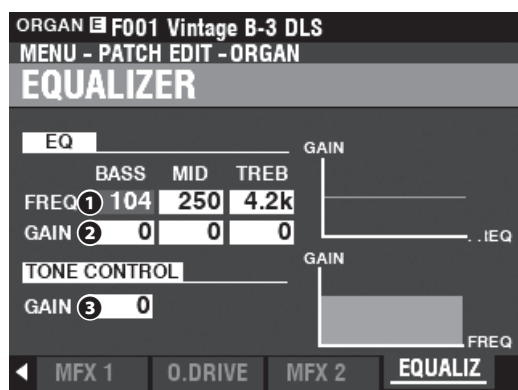 ORGAN E F001 Vintage B-3 DLS
MENU - PATCH EDIT - ORGAN
EQUALIZER
EQ
GAIN
BASS MID TREB
FREQ 1 104 250 4.2k
GAIN 2 0 0 0
. . IEQ
TONE CONTROL
GAIN
GAIN 3 0
FREQ
MFX 1 O.DRIVE MFX 2 EQUALIZ